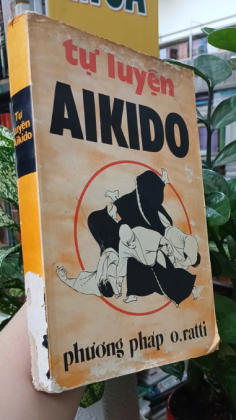 tự luyện
AIKIDO
phương pháp o.ratti
Tự
luyện
Aikido